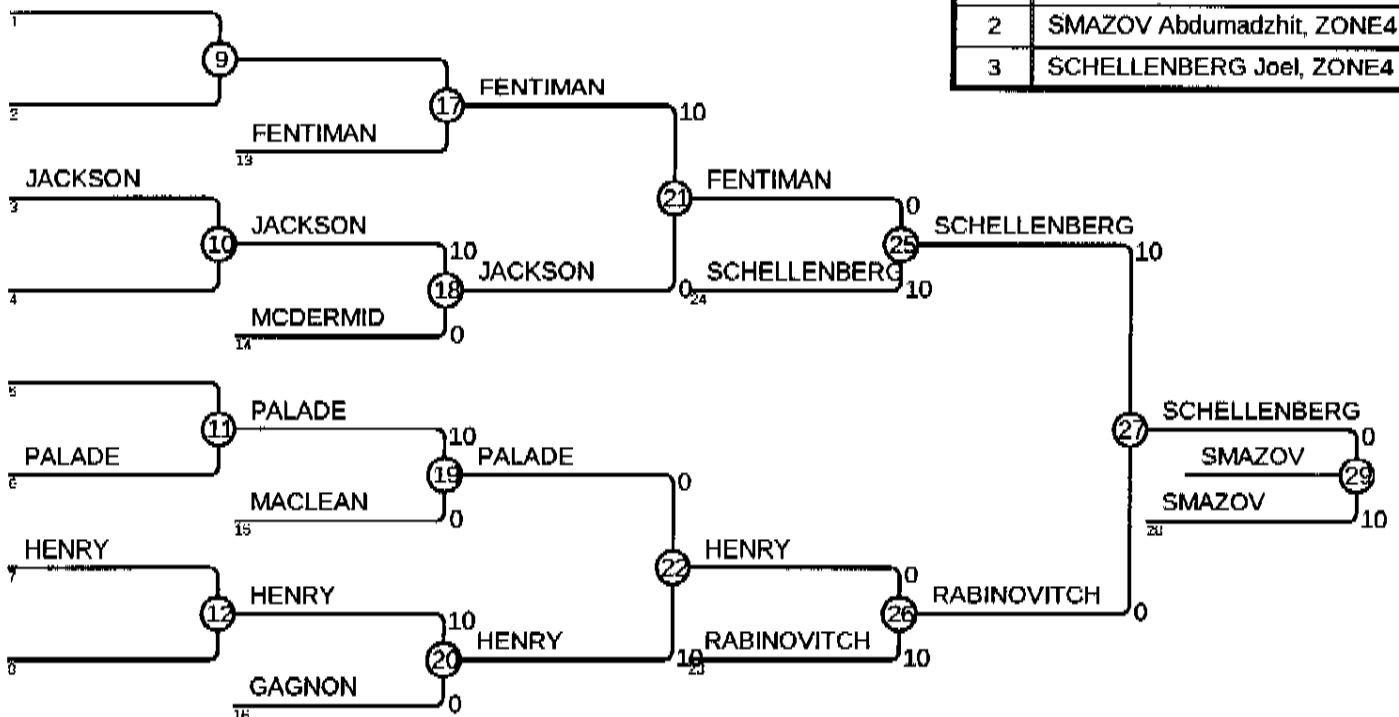 1
2 SMAZOV Abdumadzhit, ZONE4
3 SCHELLENBERG Joel, ZONE4
9
FENTIMAN
10
17
2
FENTIMAN
13
JACKSON
FENTIMAN
3
21
0
JACKSON
SCHELLENBERG
10
10
25
10
JACKSON
SCHELLENBERG
18
0
24
10
4
MCDERMID
0
14
5
PALADE
SCHELLENBERG
11
10
27
0
PALADE
PALADE
SMAZOV
6
19
0
29
MACLEAN
SMAZOV
15
0
28
10
HENRY
HENRY
7
22
0
HENRY
RABINOVITCH
12
10
26
0
HENRY
RABINOVITCH
8
20
10
10
GAGNON
0
16